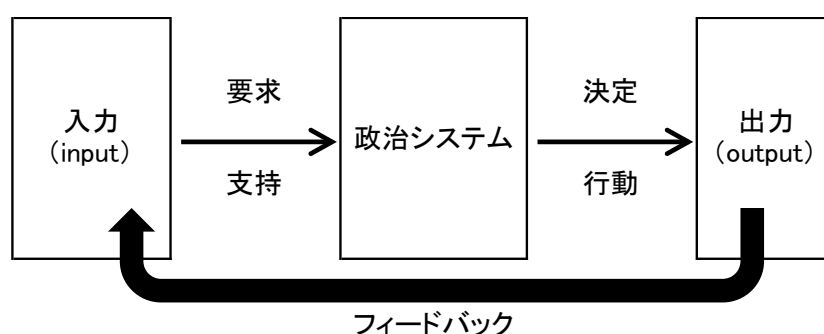 入力
(input)
要求
支持
政治システム
決定
行動
出力
(output)
フィードバック